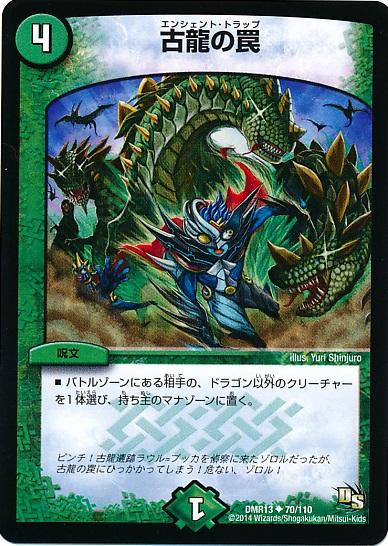 4
エンシェント・トラップ
古龍の罠
illus. Yuri Shinjuro
呪文
■バトルゾーンにある相手の、ドラゴン以外のクリーチャー
を1体選び、持ち主のマナゾーンに置く。
ピンチ!古龍遺跡ラウル=ブッカを偵察に来たゾロルだったが、
古龍の罠にひっかかってしまう!危ない、ゾロル!
1
DMR13 ◆ 70/110
©2014 Wizards/Shogakukan/Mitsui-Kids
DS